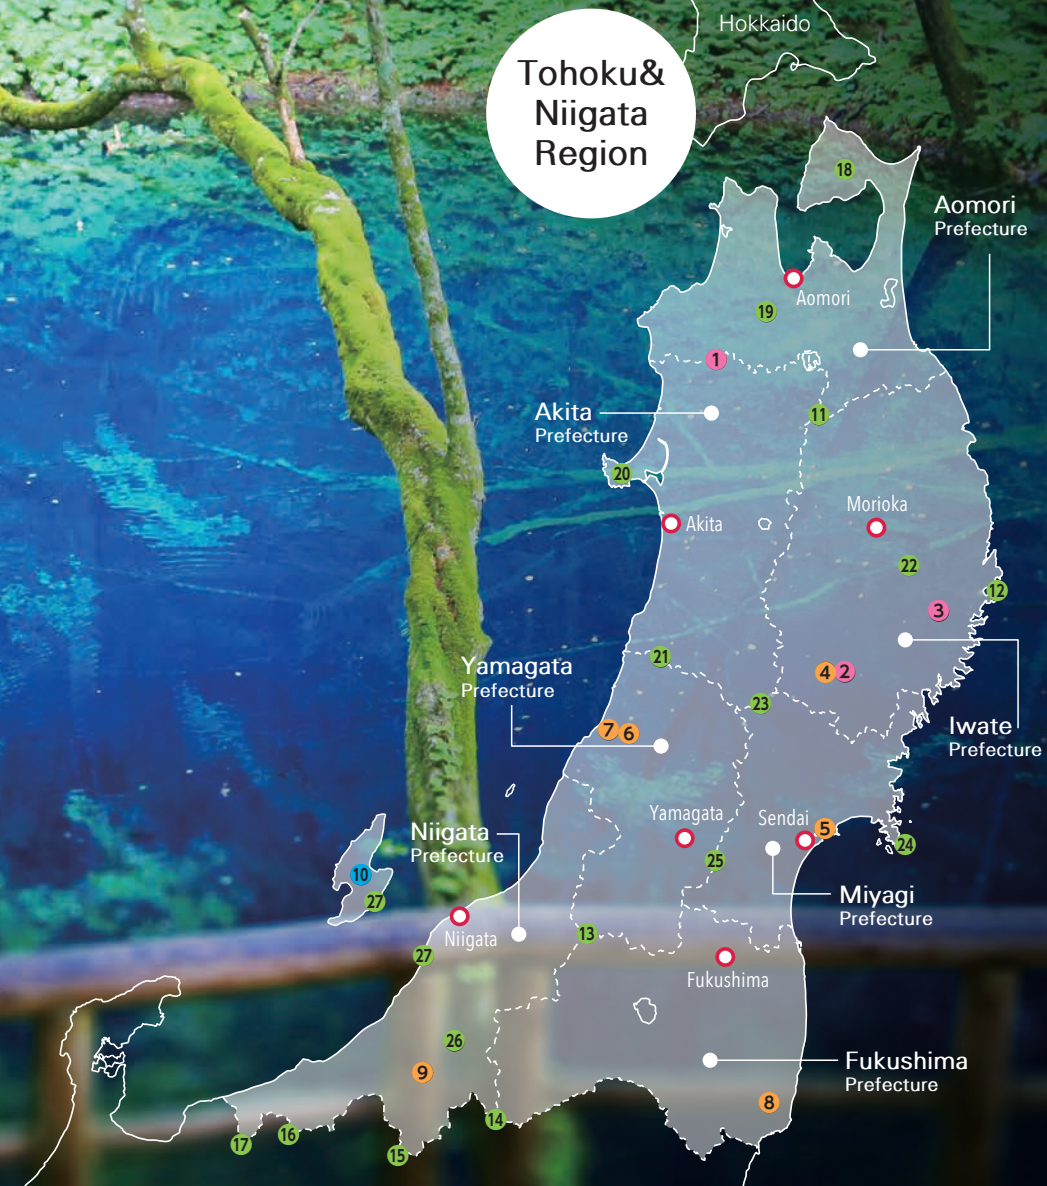 Hokkaido
Tohoku&
Niigata
Region
18
Aomori
Prefecture
Aomori
19
1
Akita
Prefecture
11
20
Morioka
Akita
22
12
3
21
Yamagata
Prefecture
4
2
23
7
6
Iwate
Prefecture
Yamagata
Sendai
5
Niigata
Prefecture
24
25
10
Miyagi
Prefecture
27
Niigata
13
27
Fukushima
26
Fukushima
Prefecture
9
8
14
16
17
15